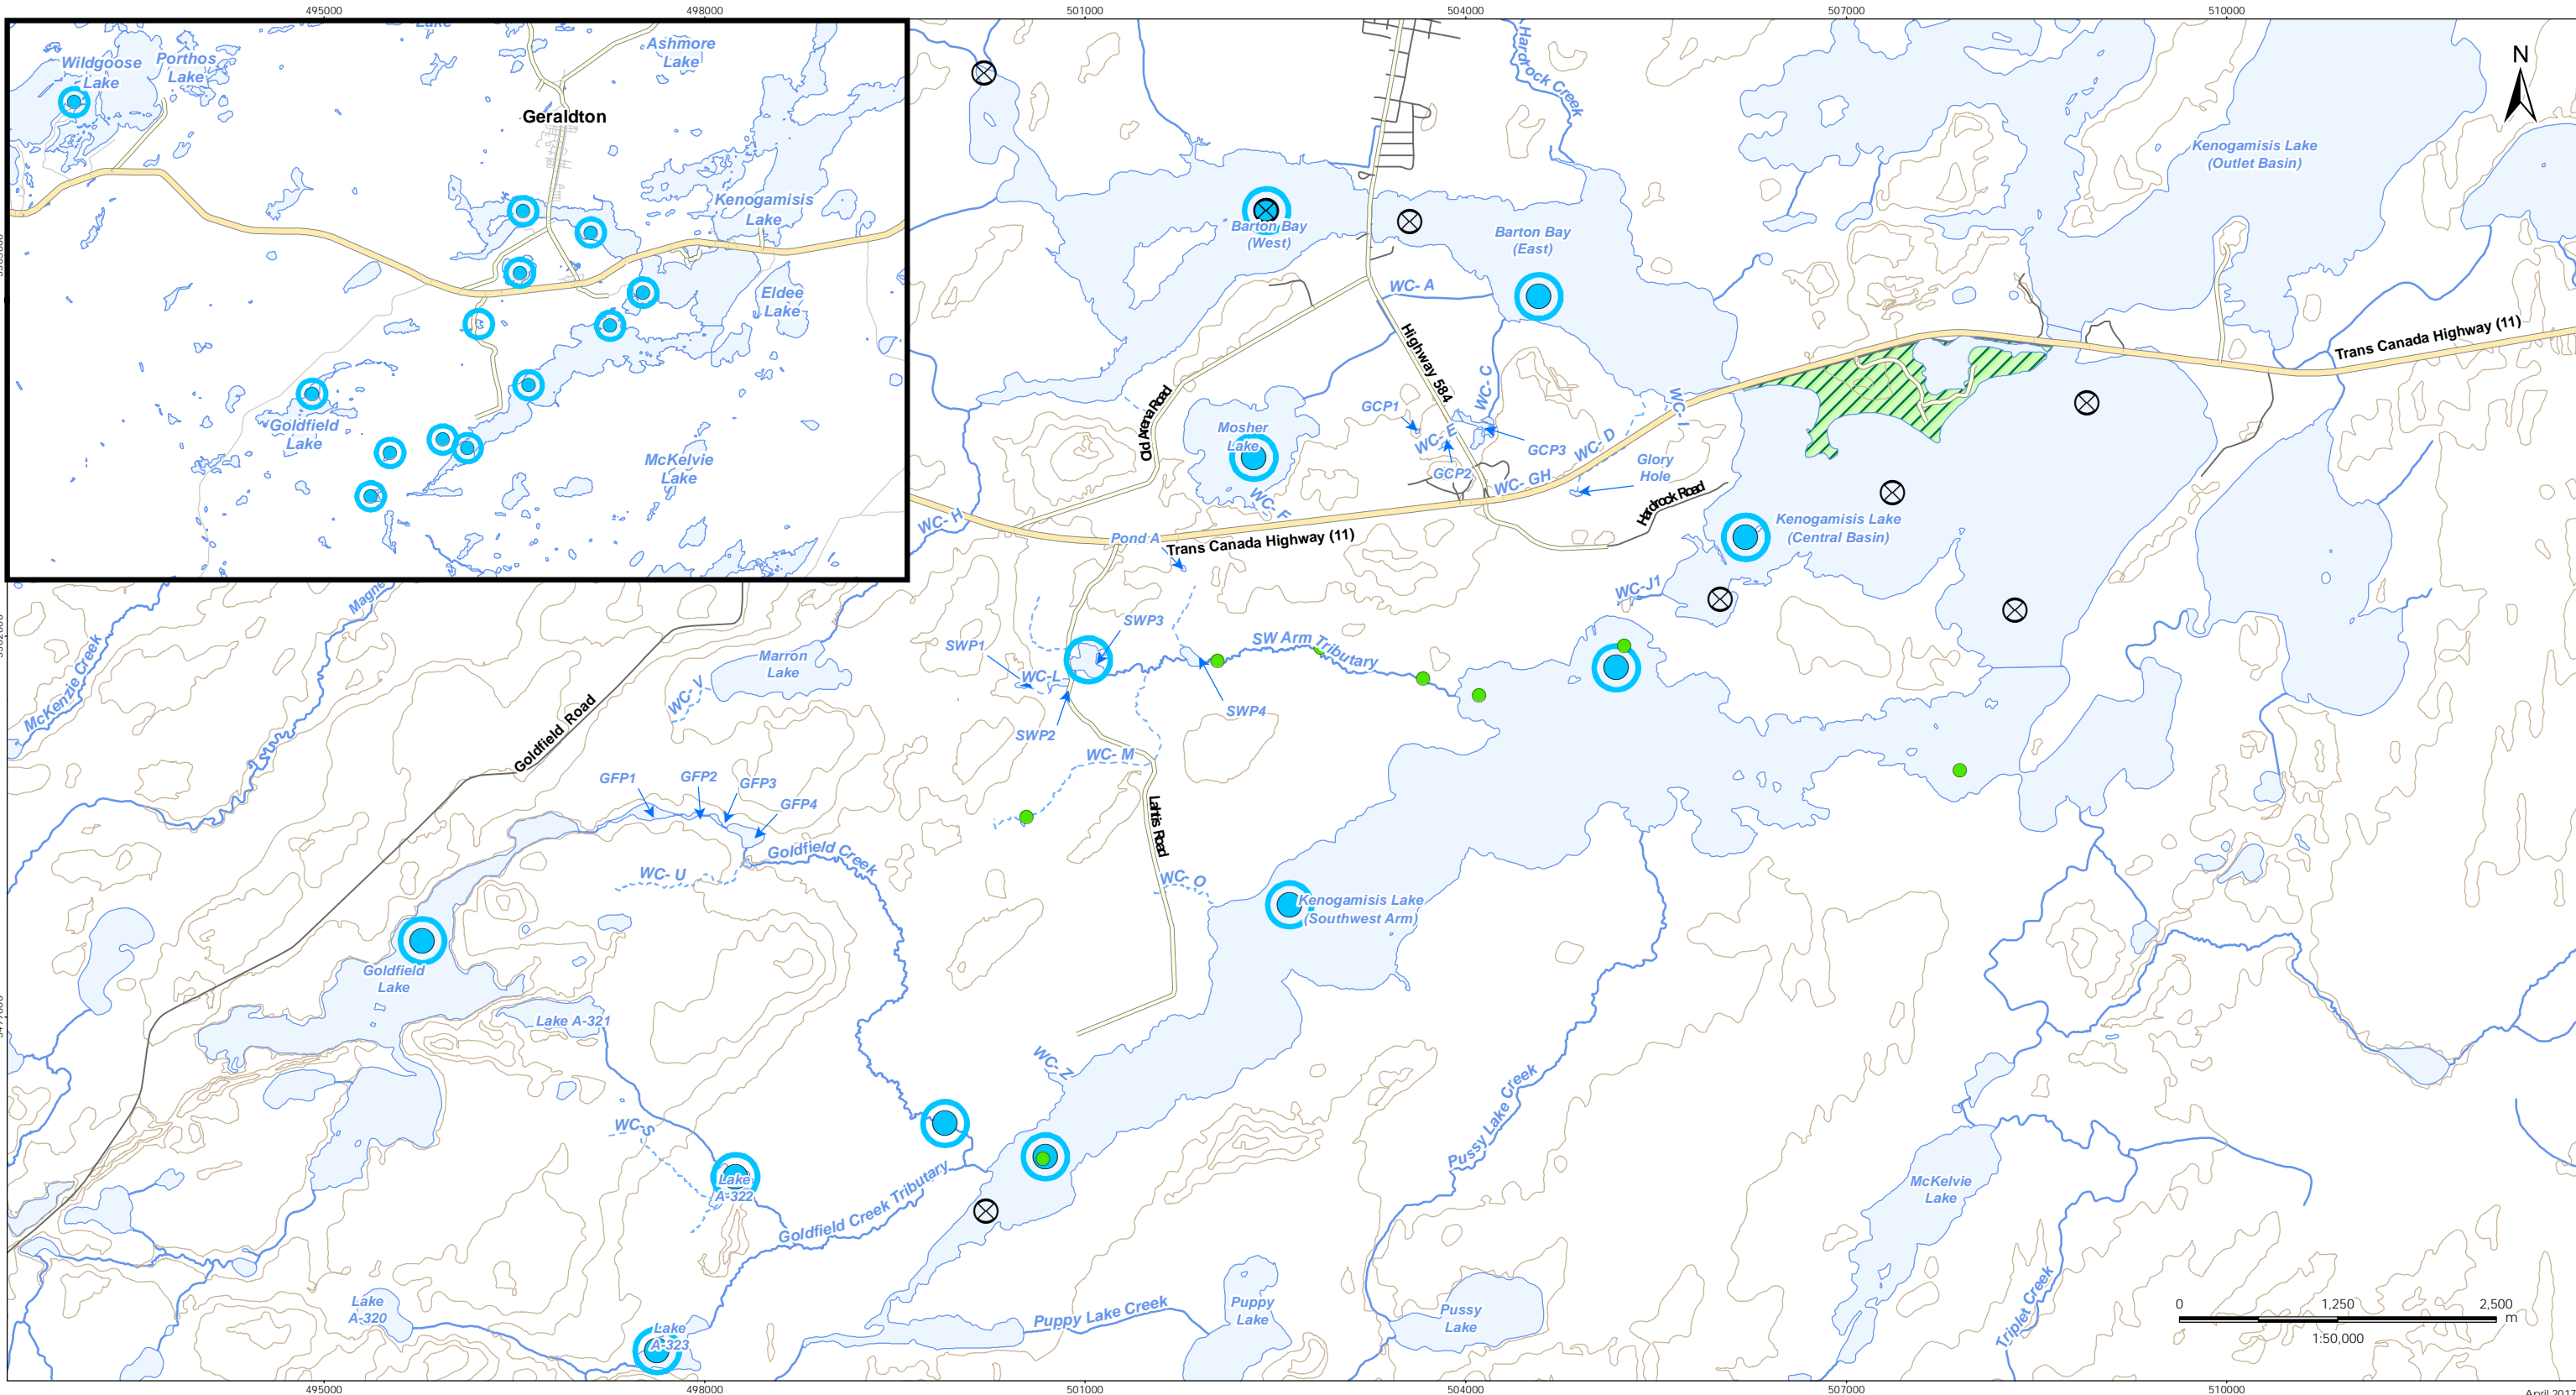 495000
498000
501000
504000
507000
510000
Lake
Wildgoose
Lake
Porthos
Lake
Ashmore
Lake
Geraldton
Kenogamisis
Lake
Eldee
Lake
Goldfield
Lake
McKelvie
Lake
Hardrock Creek
N
Kenogamisis Lake
(Outlet Basin)
Barton Bay
(West)
Barton Bay
(East)
WC- A
Highway 584
WC- C
WC- I
Trans Canada Highway (11)
Old Arena Road
GCP1
Mosher
Lake
WC- E
GCP3
WC- D
GCP2
Glory
Hole
WC- GH
WC- F
Hardrock Road
WC- H
Kenogamisis Lake
(Central Basin)
Pond A
Trans Canada Highway (11)
WC-J1
Magne
McKenzie Creek
SWP3
SWP1
SW Arm Tributary
Marron
Lake
WC-L
WC- V
SWP4
SWP2
Goldfield Road
WC- M
GFP1
GFP2
GFP3
GFP4
Lahtis Road
Goldfield Creek
WC- U
WC- O
Kenogamisis Lake
(Southwest Arm)
Goldfield
Lake
Lake A-321
WC-Z
WC-S
Pussy Lake Creek
Lake
A-322
Goldfield Creek Tributary
McKelvie
Lake
Lake
A-320
Lake
A-323
Puppy Lake Creek
Puppy
Lake
Pussy
Lake
Triplet Creek
0
1,250
2,500
m
1:50,000
495000
498000
501000
504000
507000
510000
April 2017